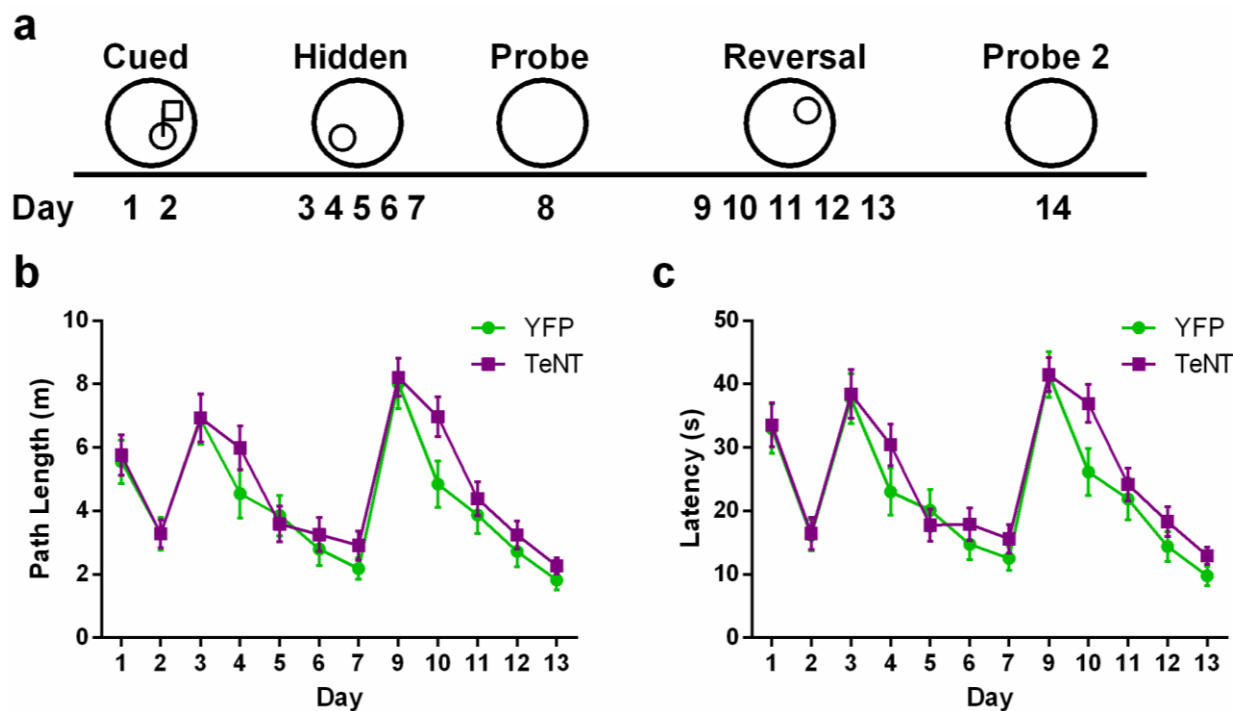 a
Cued Hidden Probe Reversal Probe 2
Day 1 2 3 4 5 6 7 8 9 10 11 12 13 14
b
10
8
6
4
2
0
Path Length (m)
YFP
TeNT
1 2 3 4 5 6 7 9 10 11 12 13
Day
c
50
40
30
20
10
0
Latency (s)
YFP
TeNT
1 2 3 4 5 6 7 9 10 11 12 13
Day